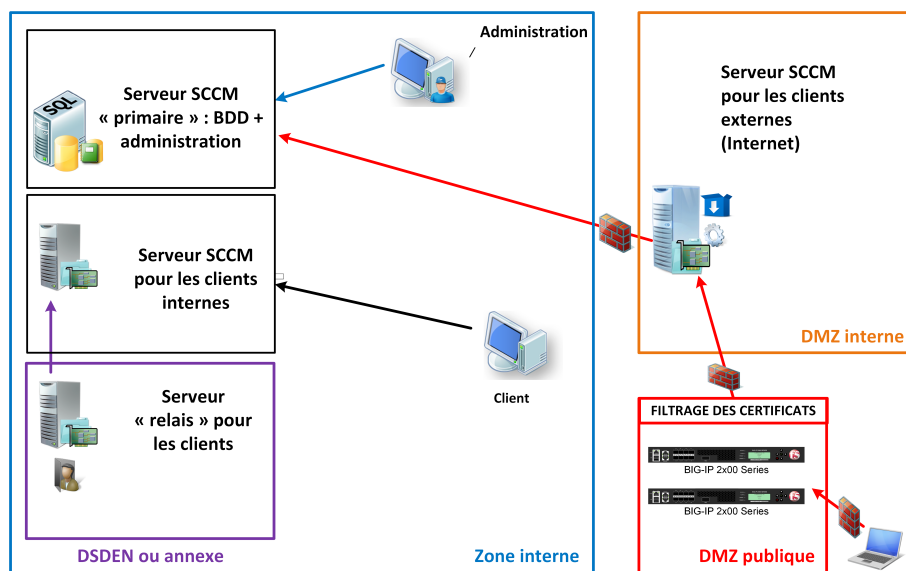 Administration
/
SQL
Serveur SCCM
« primaire » : BDD +
administration
Serveur SCCM
pour les clients
externes
(Internet)
Serveur SCCM
pour les clients
internes
Client
DMZ interne
Serveur
« relais » pour
les clients
FILTRAGE DES CERTIFICATS
BIG-IP 2x00 Series
BIG-IP 2x00 Series
DSDEN ou annexe
Zone interne
DMZ publique